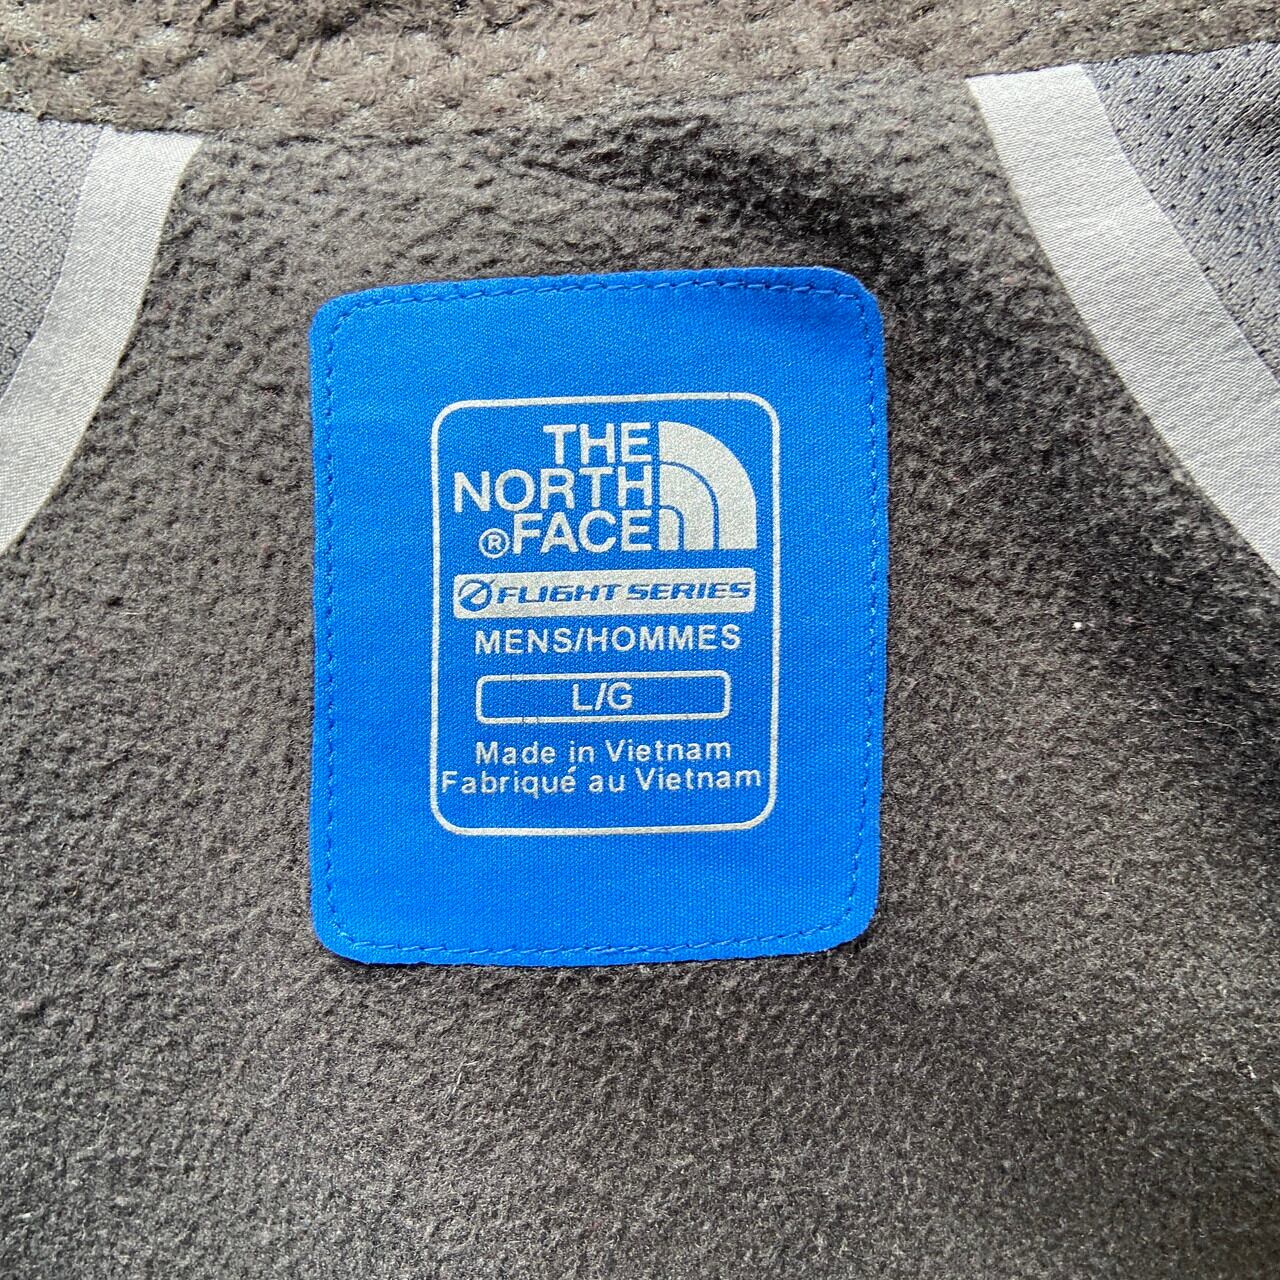 THE
NORTH
®FACE
FLIGHT SERIES
MENS/HOMMES
L/G
Made in Vietnam
Fabriqué au Vietnam